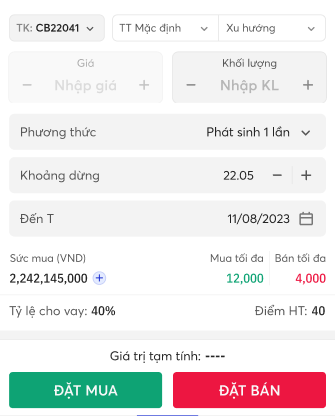 TK: CB22041 TT Mặc định Xu hướng
Giá Khối lượng
− Nhập giá + − Nhập KL +
Phương thức Phát sinh 1 lần
Khoảng dừng 22.05 − +
Đến T 11/08/2023
Sức mua (VND) Mua tối đa Bán tối đa
2,242,145,000 + 12,000 4,000
Tỷ lệ cho vay: 40% Điểm HT: 40
Giá trị tạm tính: ----
ĐẶT MUA ĐẶT BÁN